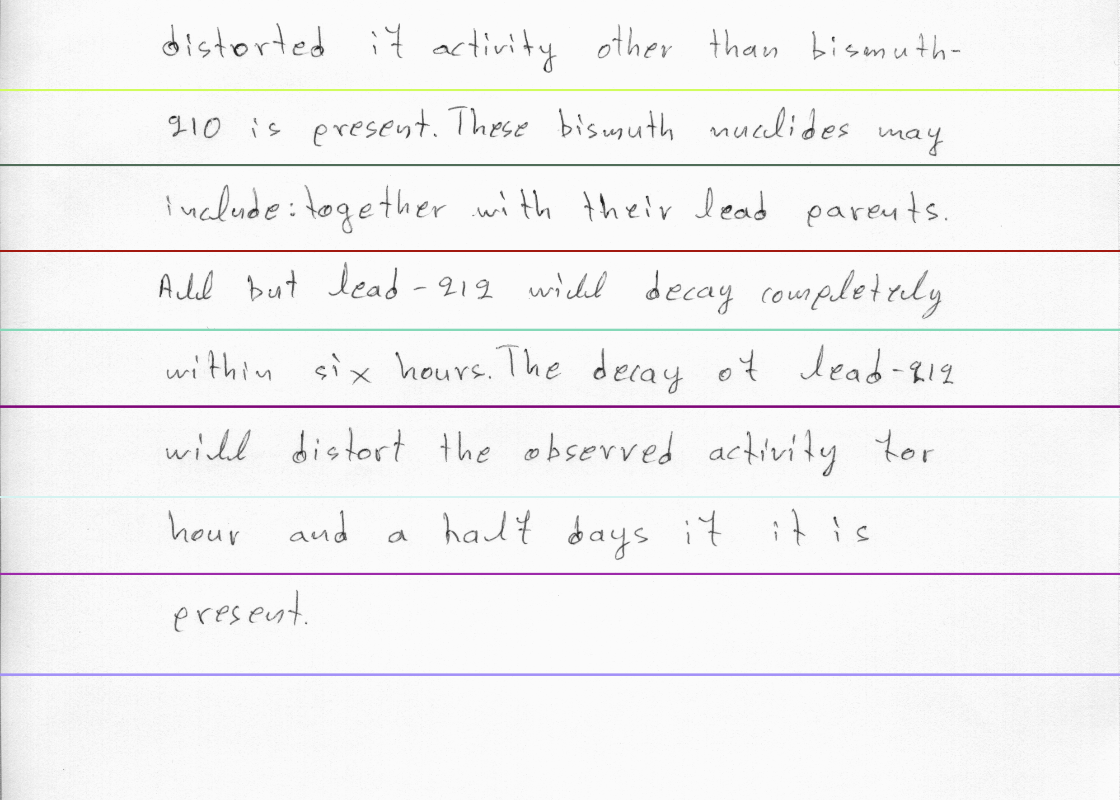 distorted if activity other than bismuth-
210 is present. These bismuth nuclides may
include: together with their lead parents.
All but lead-212 will decay completely
within six hours. The decay of lead-212
will distort the observed activity for
hour and a half days if it is
present.